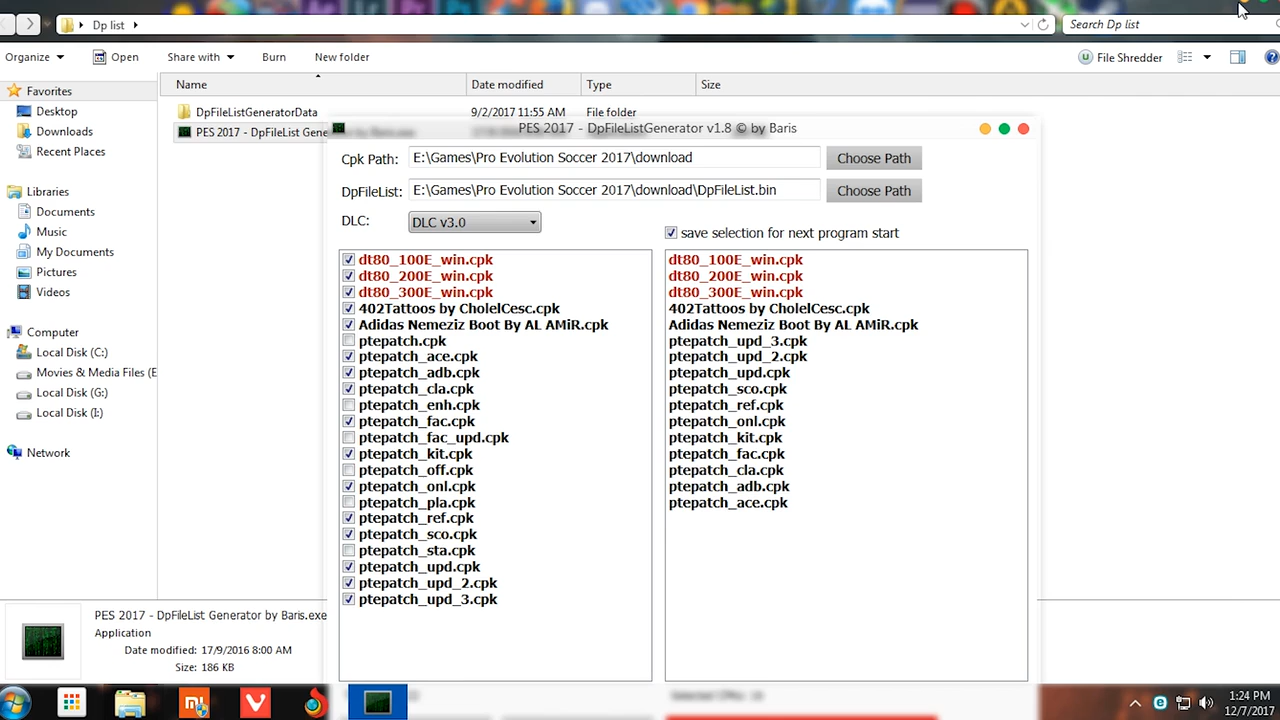 Dp list
Search Dp list
Organize
Open
Share with
Burn
New folder
File Shredder
Name
Date modified
Type
Size
Favorites
Desktop
Downloads
Recent Places
Libraries
Documents
Music
My Documents
Pictures
Videos
Computer
Local Disk (C:)
Movies & Media Files (E
Local Disk (G:)
Local Disk (I:)
Network
DpFileListGeneratorData
9/2/2017 11:55 AM
File folder
PES 2017 - DpFileList Gene
PES 2017 - DpFileListGenerator v1.8 © by Baris
Cpk Path:
E:\Games\Pro Evolution Soccer 2017\download
Choose Path
DpFileList:
E:\Games\Pro Evolution Soccer 2017\download\DpFileList.bin
Choose Path
DLC:
DLC v3.0
save selection for next program start
dt80_100E_win.cpk
dt80_200E_win.cpk
dt80_300E_win.cpk
402Tattoos by CholelCesc.cpk
Adidas Nemeziz Boot By AL AMiR.cpk
ptepatch.cpk
ptepatch_ace.cpk
ptepatch_adb.cpk
ptepatch_cla.cpk
ptepatch_enh.cpk
ptepatch_fac.cpk
ptepatch_fac_upd.cpk
ptepatch_kit.cpk
ptepatch_off.cpk
ptepatch_onl.cpk
ptepatch_pla.cpk
ptepatch_ref.cpk
ptepatch_sco.cpk
ptepatch_sta.cpk
ptepatch_upd.cpk
ptepatch_upd_2.cpk
ptepatch_upd_3.cpk
dt80_100E_win.cpk
dt80_200E_win.cpk
dt80_300E_win.cpk
402Tattoos by CholelCesc.cpk
Adidas Nemeziz Boot By AL AMiR.cpk
ptepatch_upd_3.cpk
ptepatch_upd_2.cpk
ptepatch_upd.cpk
ptepatch_sco.cpk
ptepatch_ref.cpk
ptepatch_onl.cpk
ptepatch_kit.cpk
ptepatch_fac.cpk
ptepatch_cla.cpk
ptepatch_adb.cpk
ptepatch_ace.cpk
PES 2017 - DpFileList Generator by Baris.exe
Application
Date modified: 17/9/2016 8:00 AM
Size: 186 KB
1:24 PM
12/7/2017